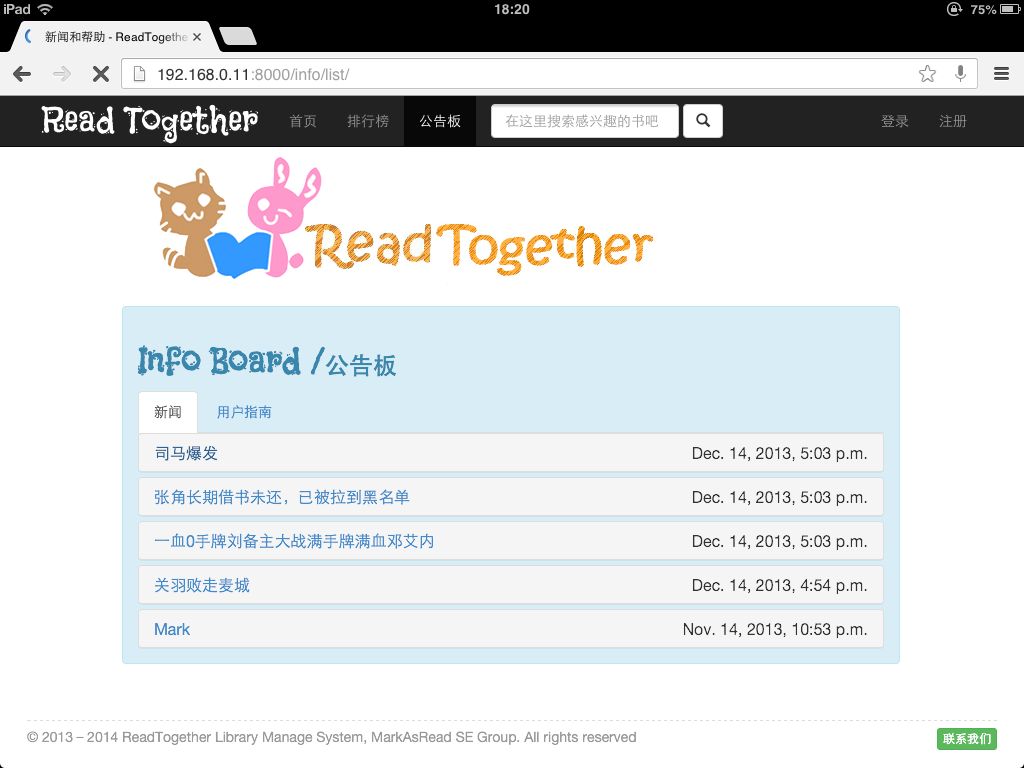 iPad 18:20 75%
新闻和帮助 - ReadTogethe
192.168.0.11:8000/info/list/
Read Together 首页 排行榜 公告板 在这里搜索感兴趣的书吧 登录 注册
ReadTogether
Info Board /公告板
新闻 用户指南
司马爆发 Dec. 14, 2013, 5:03 p.m.
张角长期借书未还，已被拉到黑名单 Dec. 14, 2013, 5:03 p.m.
一血0手牌刘备主大战满手牌满血邓艾内 Dec. 14, 2013, 5:03 p.m.
关羽败走麦城 Dec. 14, 2013, 4:54 p.m.
Mark Nov. 14, 2013, 10:53 p.m.
© 2013 – 2014 ReadTogether Library Manage System, MarkAsRead SE Group. All rights reserved 联系我们